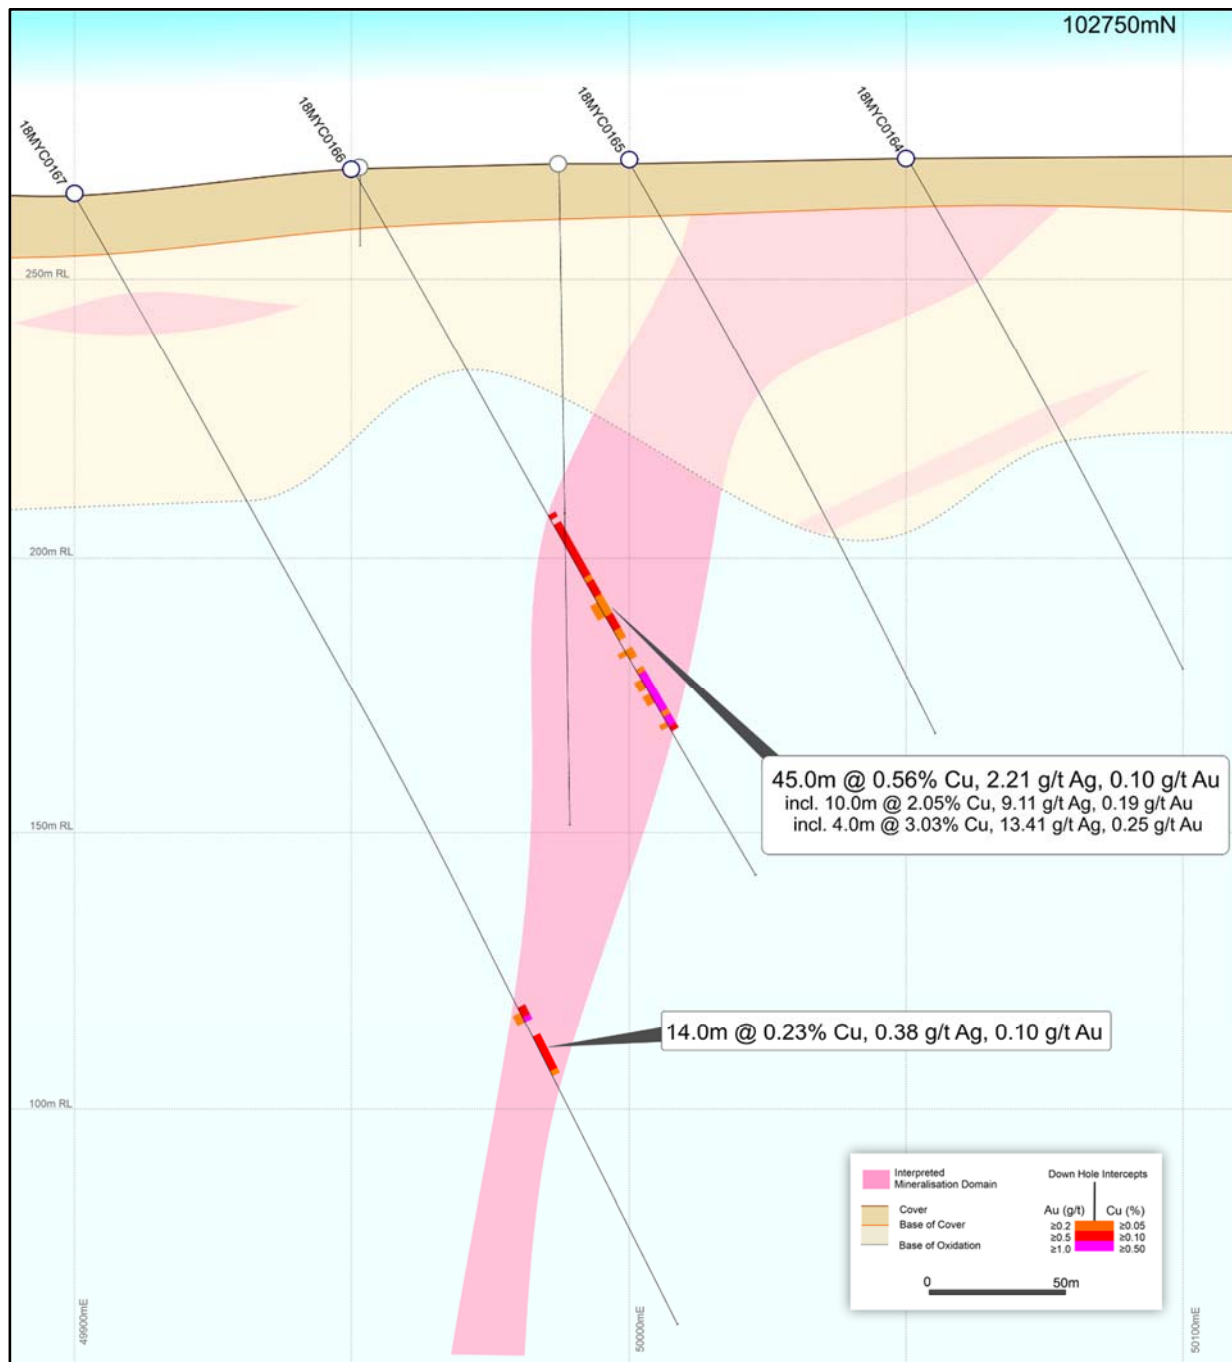 102750mN
18MYC0167
18MYC0166
18MYC0165
18MYC0164
250m RL
200m RL
45.0m @ 0.56% Cu, 2.21 g/t Ag, 0.10 g/t Au
incl. 10.0m @ 2.05% Cu, 9.11 g/t Ag, 0.19 g/t Au
incl. 4.0m @ 3.03% Cu, 13.41 g/t Ag, 0.25 g/t Au
150m RL
14.0m @ 0.23% Cu, 0.38 g/t Ag, 0.10 g/t Au
100m RL
Interpreted
Mineralisation Domain
Cover
Base of Cover
Base of Oxidation
Down Hole Intercepts
Au (g/t) Cu (%)
≥0.2 ≥0.05
≥0.5 ≥0.10
≥1.0 ≥0.50
0 50m
49900mE
50000mE
50100mE